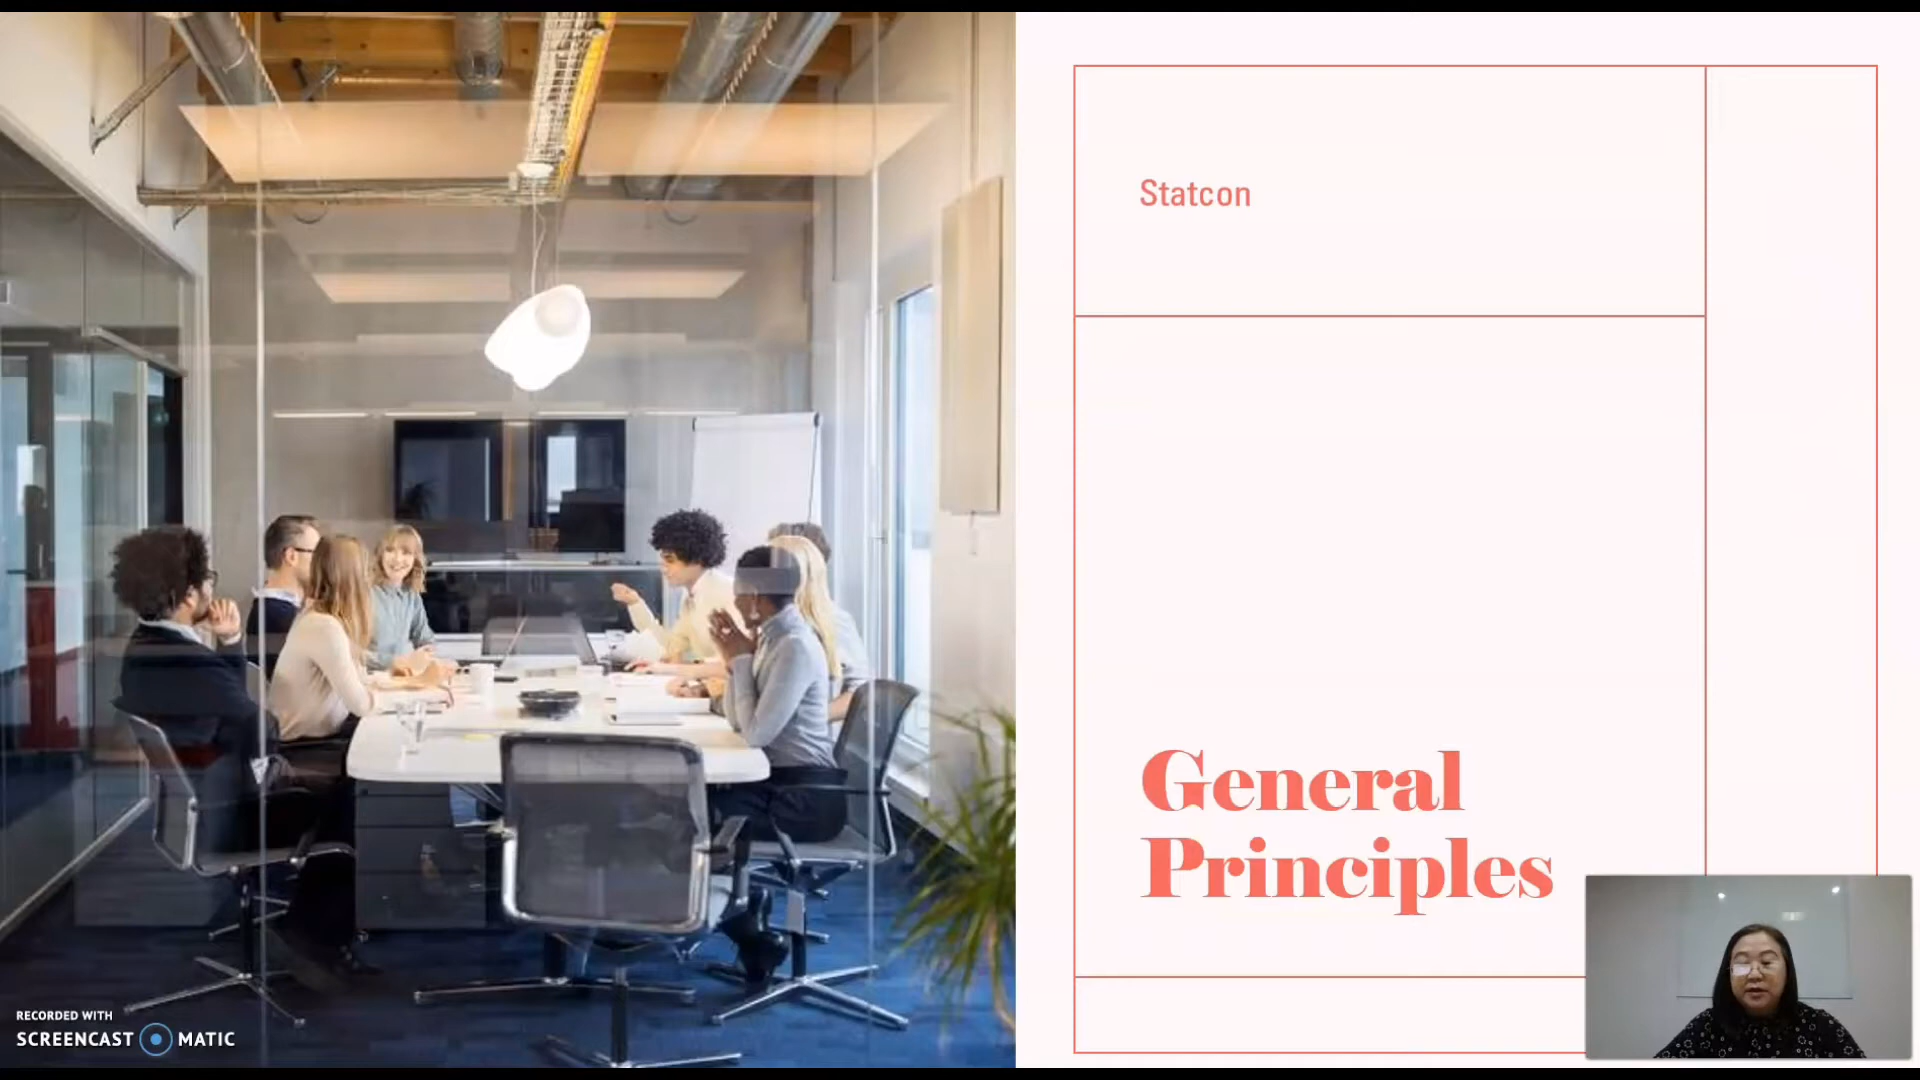 Statcon
General
Principles
RECORDED WITH
SCREENCAST MATIC